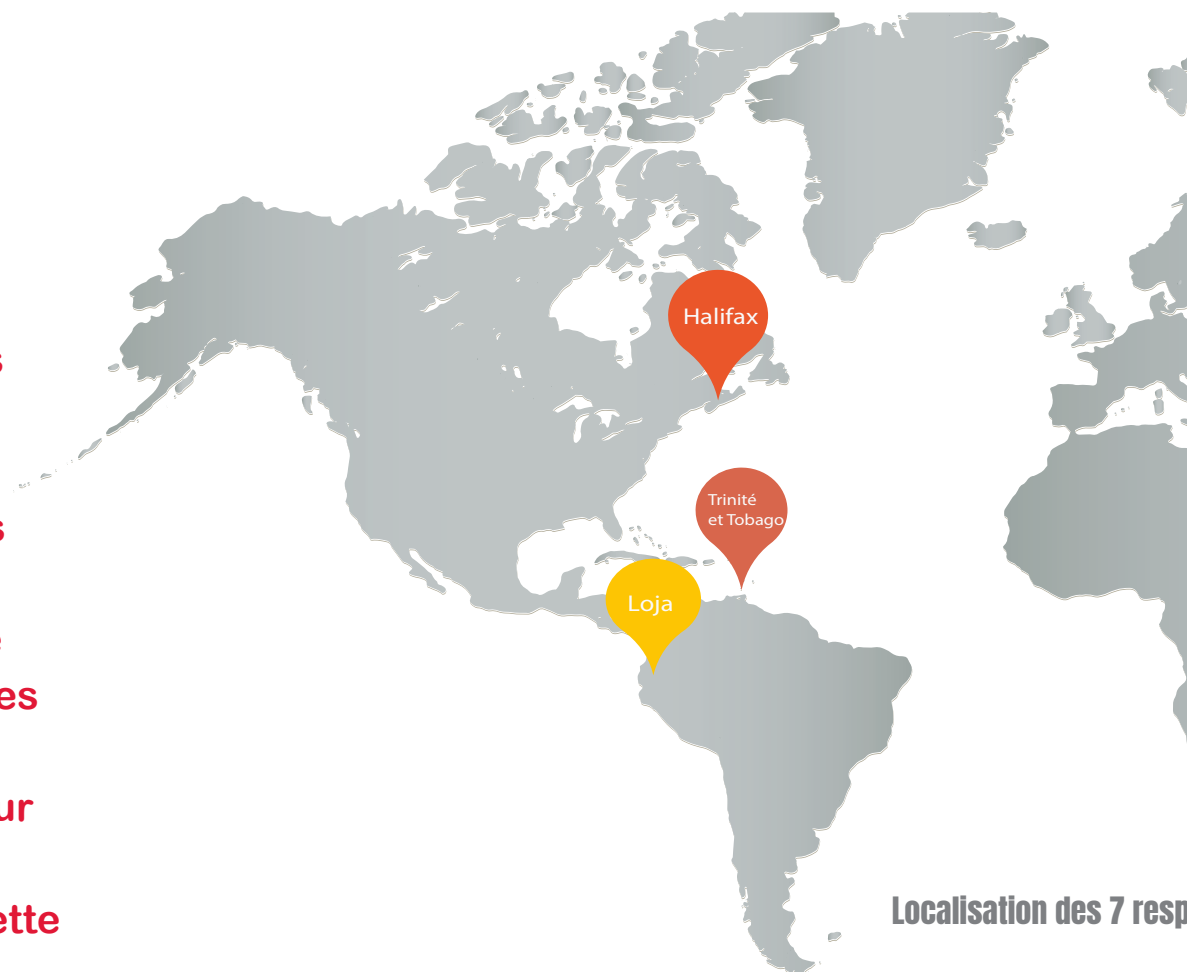 s
Halifax
Trinité
et Tobago
s
Loja
e
es
ur
ette
Localisation des 7 resp